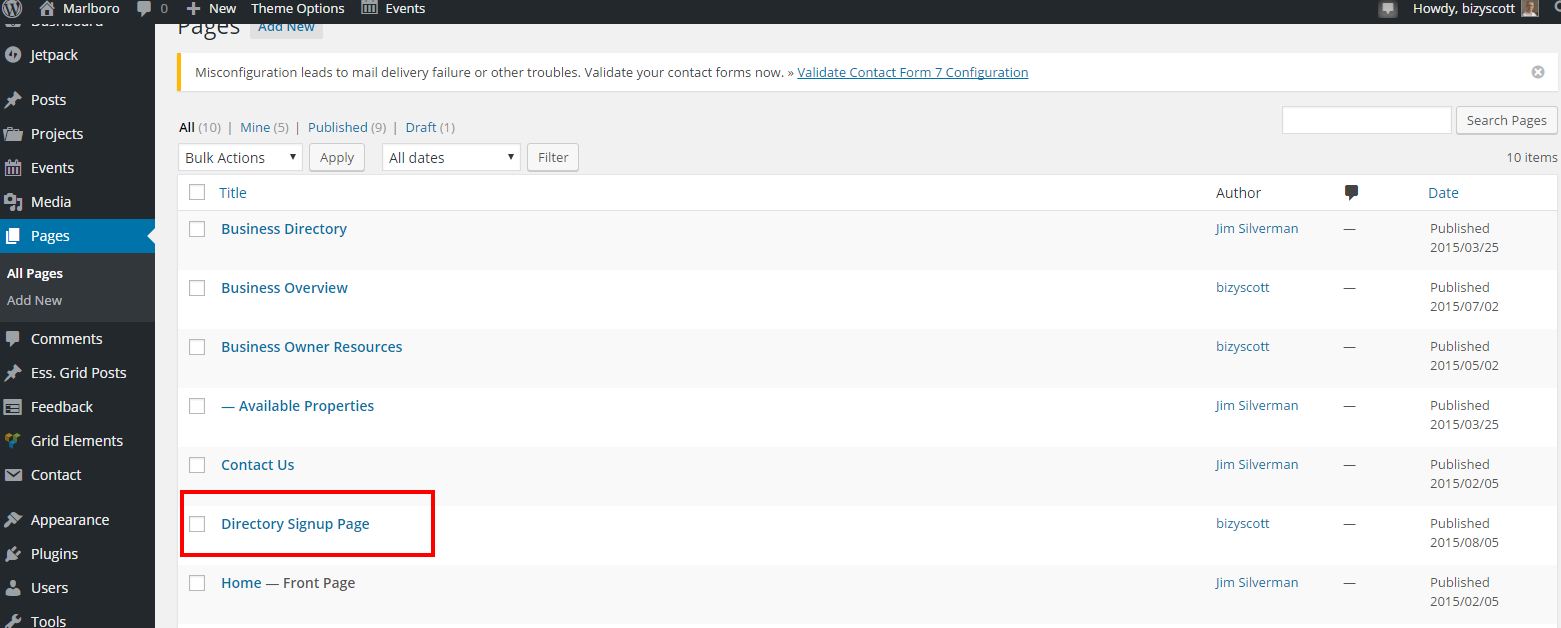 Marlboro 0 New Theme Options Events Howdy, bizyscott
Dashboard
Pages Add New
Jetpack
Posts
Projects
Events
Media
Pages
All Pages
Add New
Comments
Ess. Grid Posts
Feedback
Grid Elements
Contact
Appearance
Plugins
Users
Tools
Misconfiguration leads to mail delivery failure or other troubles. Validate your contact forms now. » Validate Contact Form 7 Configuration
All (10) | Mine (5) | Published (9) | Draft (1)
Search Pages
Bulk Actions Apply All dates Filter
10 items
Title Author Date
Business Directory Jim Silverman — Published
2015/03/25
Business Overview bizyscott — Published
2015/07/02
Business Owner Resources bizyscott — Published
2015/05/02
— Available Properties Jim Silverman — Published
2015/03/25
Contact Us Jim Silverman — Published
2015/02/05
Directory Signup Page bizyscott — Published
2015/08/05
Home — Front Page Jim Silverman — Published
2015/02/05